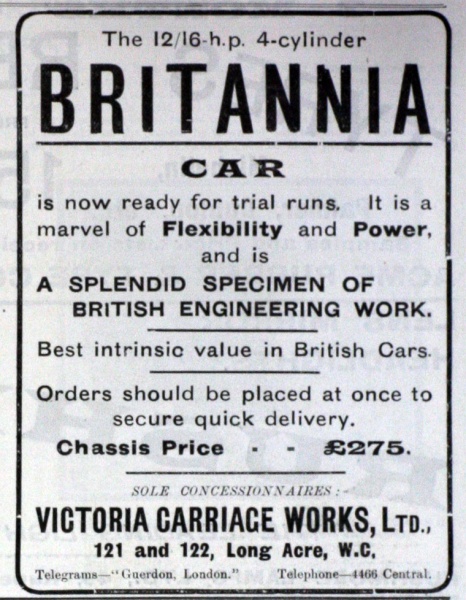 The 12/16-h.p. 4-cylinder
BRITANNIA
CAR
is now ready for trial runs. It is a
marvel of Flexibility and Power,
and is
A SPLENDID SPECIMEN OF
BRITISH ENGINEERING WORK.
Best intrinsic value in British Cars.
Orders should be placed at once to
secure quick delivery.
Chassis Price - - £275.
SOLE CONCESSIONNAIRES:-
VICTORIA CARRIAGE WORKS, LTD.,
121 and 122, Long Acre, W.C.
Telegrams—"Guerdon, London." Telephone—4466 Central.